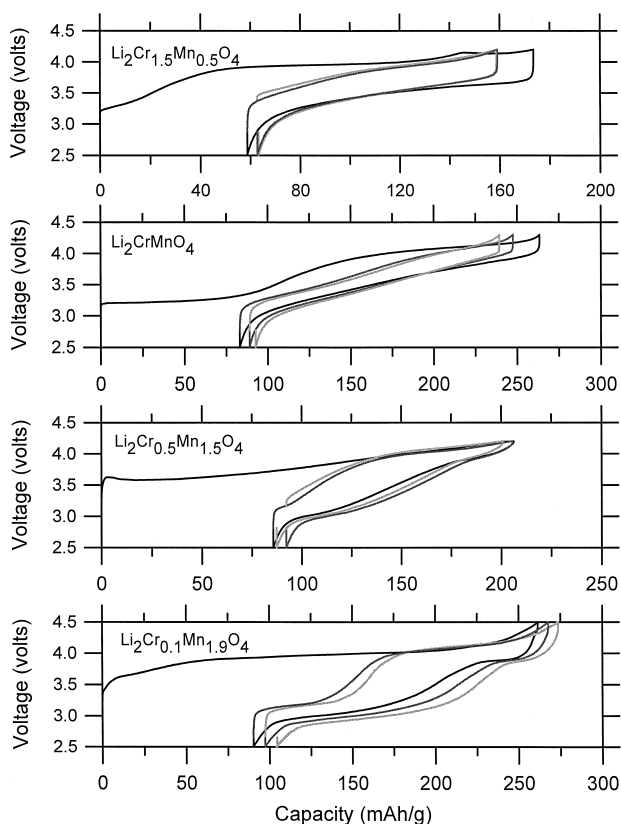 4.5
Li2Cr1.5Mn0.5O4
4.0
3.5
3.0
2.5
Voltage (volts)
0 40 80 120 160 200
4.5
Li2CrMnO4
4.0
3.5
3.0
2.5
Voltage (volts)
0 50 100 150 200 250 300
4.5
Li2Cr0.5Mn1.5O4
4.0
3.5
3.0
2.5
Voltage (volts)
0 50 100 150 200 250
4.5
Li2Cr0.1Mn1.9O4
4.0
3.5
3.0
2.5
Voltage (volts)
0 50 100 150 200 250 300
Capacity (mAh/g)